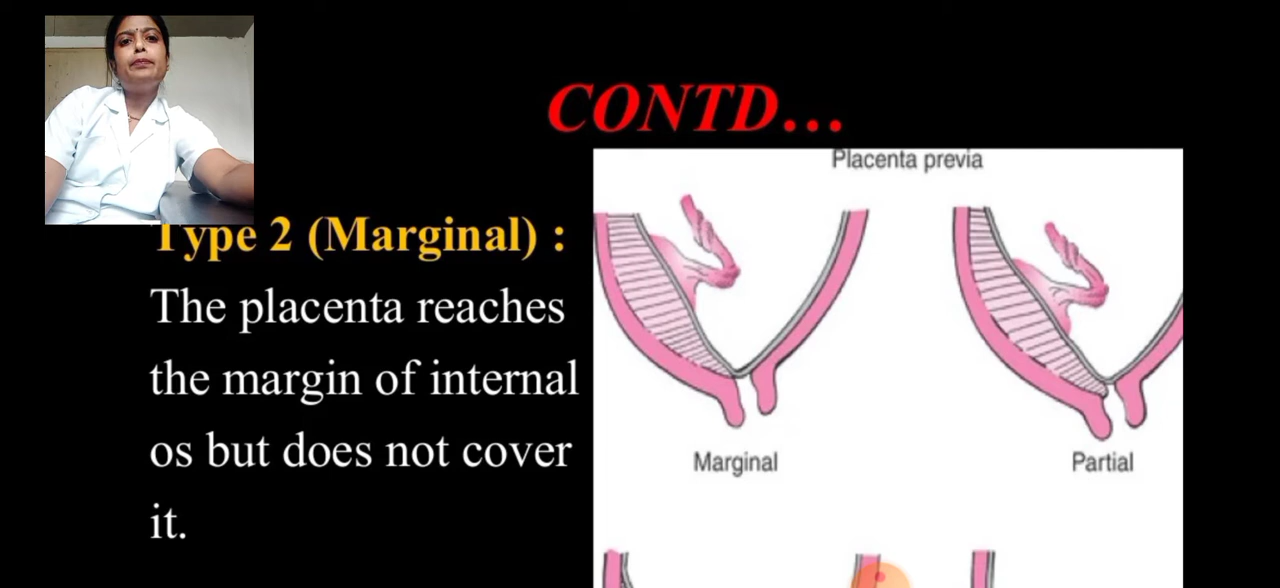 CONTD...
Placenta previa
Type 2 (Marginal) :
The placenta reaches
the margin of internal
os but does not cover
it.
Marginal
Partial